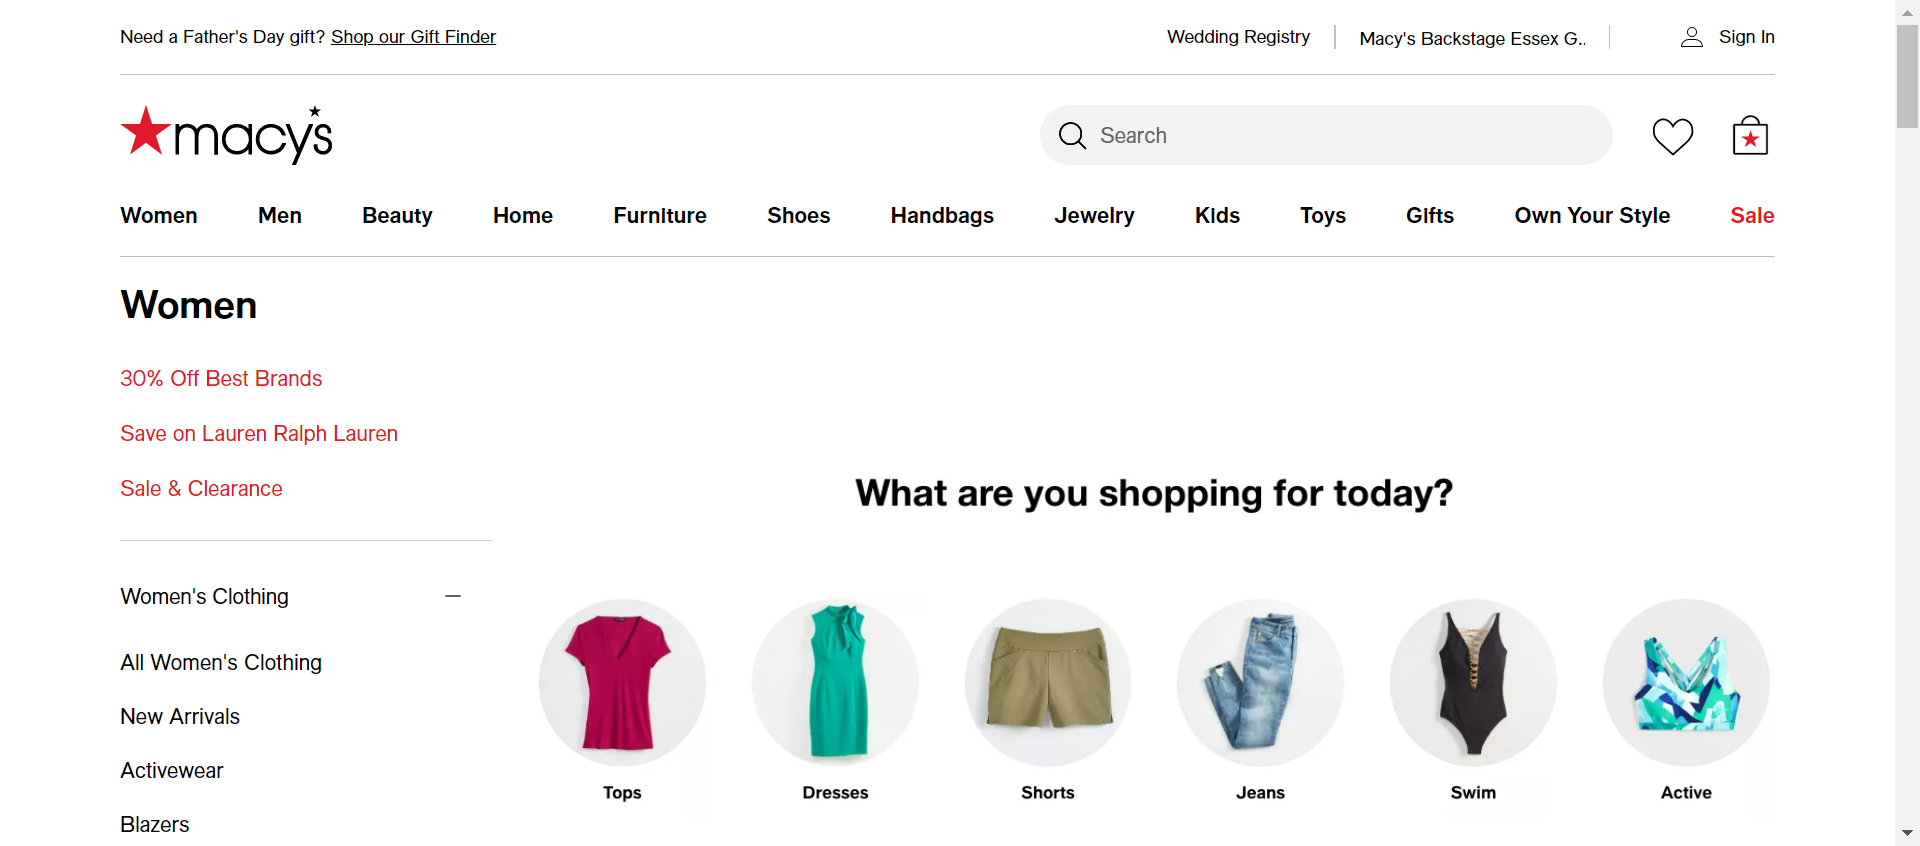 Need a Father's Day gift? Shop our Gift Finder
Wedding Registry
Macy's Backstage Essex G..
Sign In
macy's
Search
Women
Men
Beauty
Home
Furniture
Shoes
Handbags
Jewelry
Kids
Toys
Gifts
Own Your Style
Sale
Women
30% Off Best Brands
Save on Lauren Ralph Lauren
Sale & Clearance
What are you shopping for today?
Women's Clothing
All Women's Clothing
New Arrivals
Activewear
Blazers
Tops
Dresses
Shorts
Jeans
Swim
Active